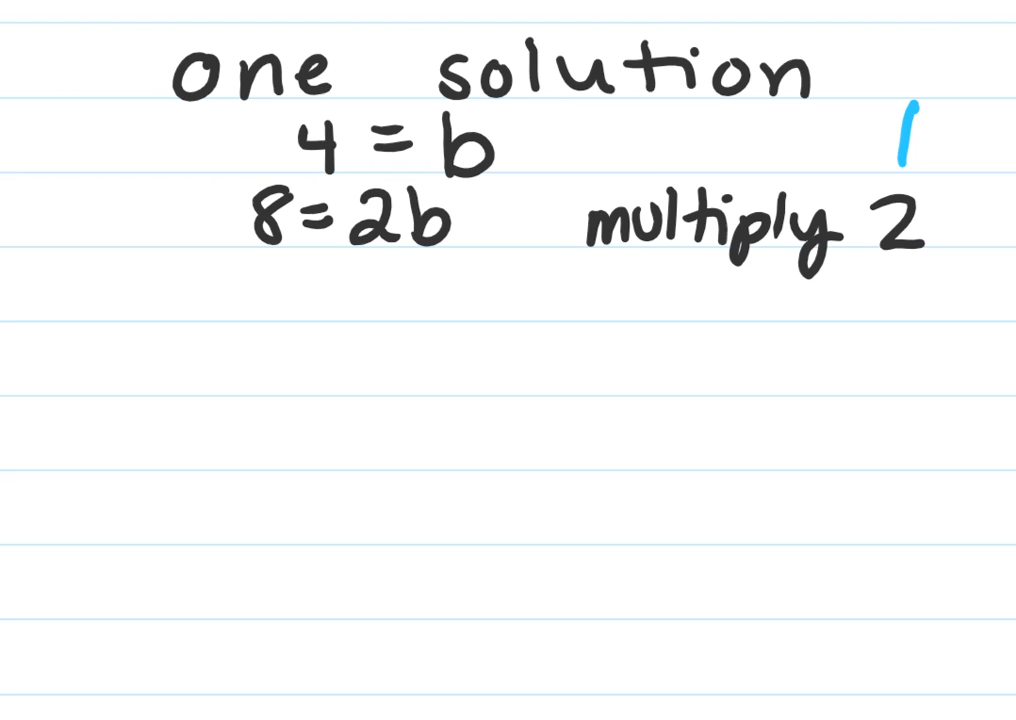 one solution
4 = b
8 = 2b multiply 2